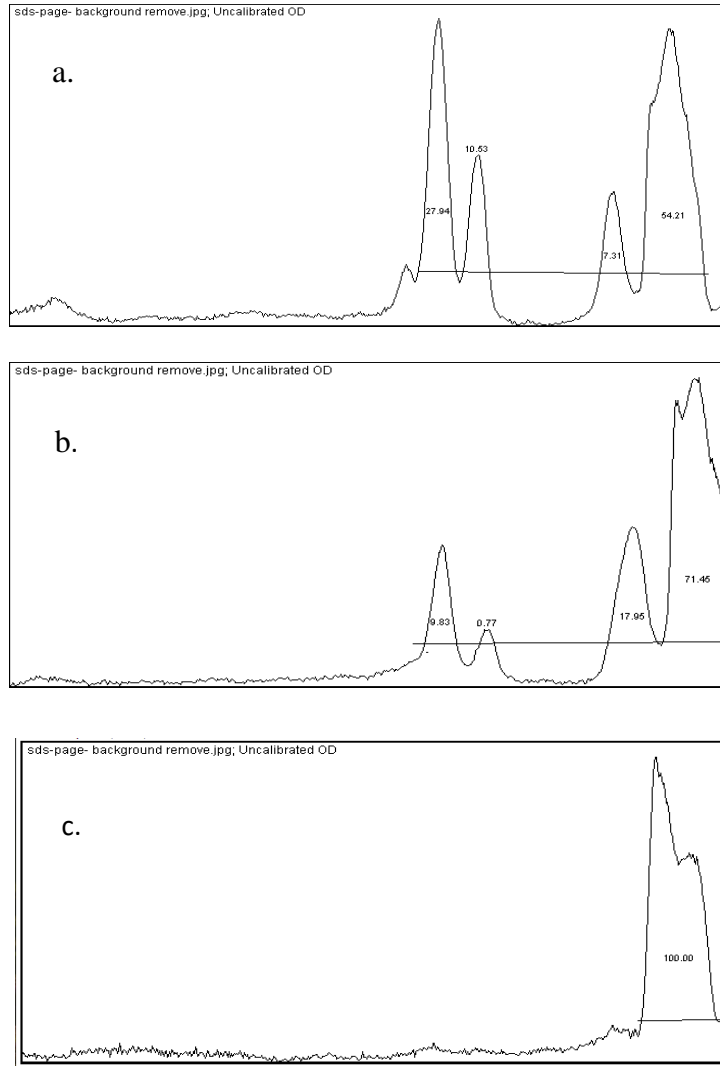 sds-page- background remove.jpg; Uncalibrated OD
a.
10.53
27.94
54.21
7.31
sds-page- background remove.jpg; Uncalibrated OD
b.
71.45
17.95
9.83
0.77
sds-page- background remove.jpg; Uncalibrated OD
c.
100.00